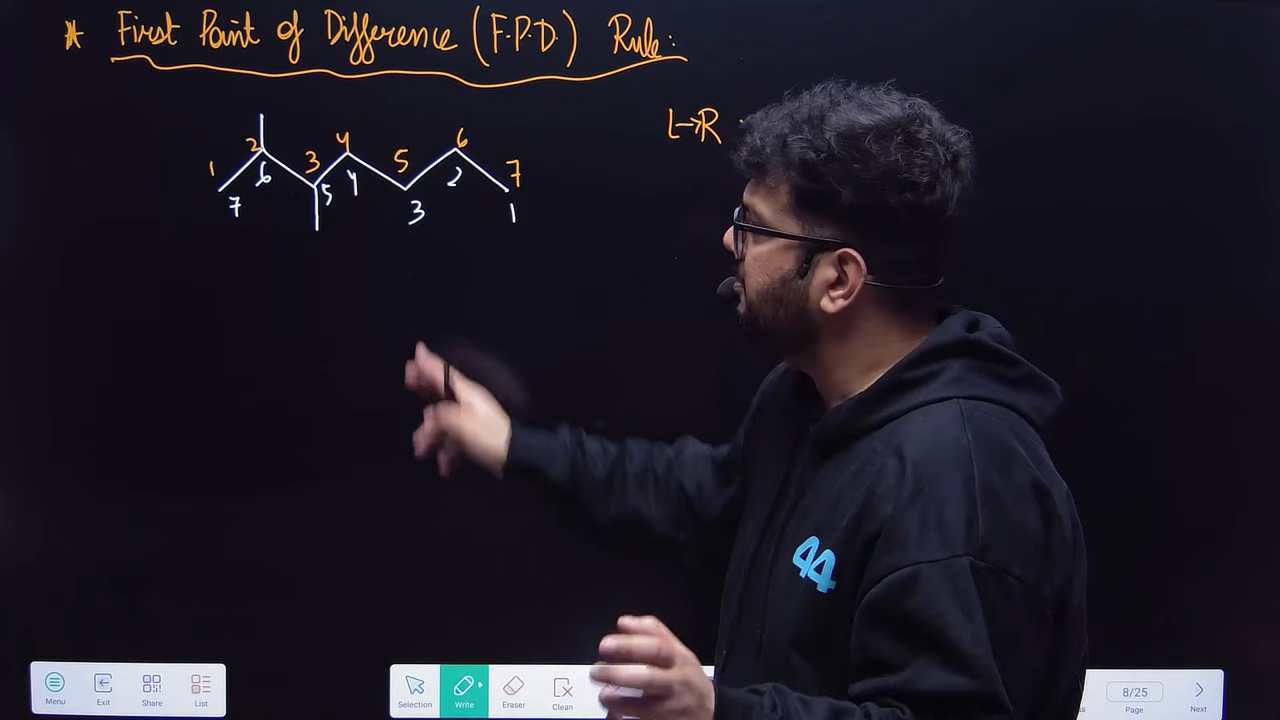 * First Point of Difference (F.P.D.) Rule:
L→R
1 2 3 4 5 6 7
7 6 5 4 3 2 1
44
Menu
Exit
Share
List
Selection
Write
Eraser
Clean
8/25
Page
Next